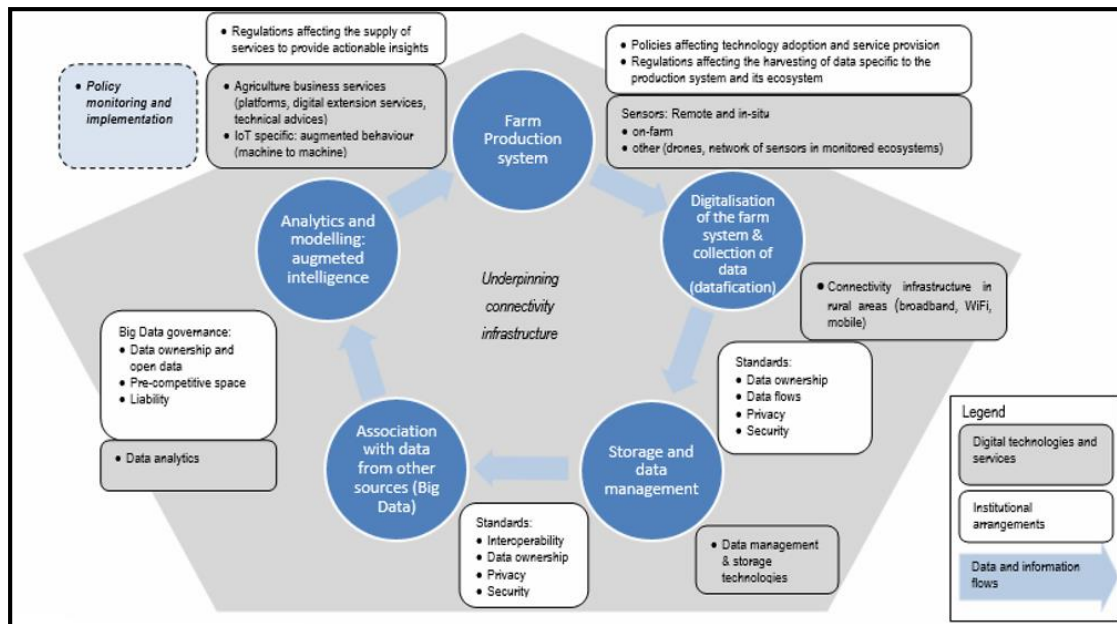 • Regulations affecting the supply of
services to provide actionable insights
• Policies affecting technology adoption and service provision
• Regulations affecting the harvesting of data specific to the
production system and its ecosystem
• Policy
monitoring and
implementation
• Agriculture business services
(platforms, digital extension services,
technical advices)
• IoT specific: augmented behaviour
(machine to machine)
Farm
Production
system
Sensors: Remote and in-situ
• on-farm
• other (drones, network of sensors in monitored ecosystems)
Analytics and
modelling:
augmeted
intelligence
Digitalisation
of the farm
system &
collection of
data
(datafication)
Underpinning
connectivity
infrastructure
• Connectivity infrastructure in
rural areas (broadband, WiFi,
mobile)
Big Data governance:
• Data ownership and
open data
• Pre-competitive space
• Liability
• Data analytics
Standards:
• Data ownership
• Data flows
• Privacy
• Security
Association
with data
from other
sources (Big
Data)
Storage and
data
management
Standards:
• Interoperability
• Data ownership
• Privacy
• Security
• Data management
& storage
technologies
Legend
Digital technologies and
services
Institutional
arrangements
Data and information
flows